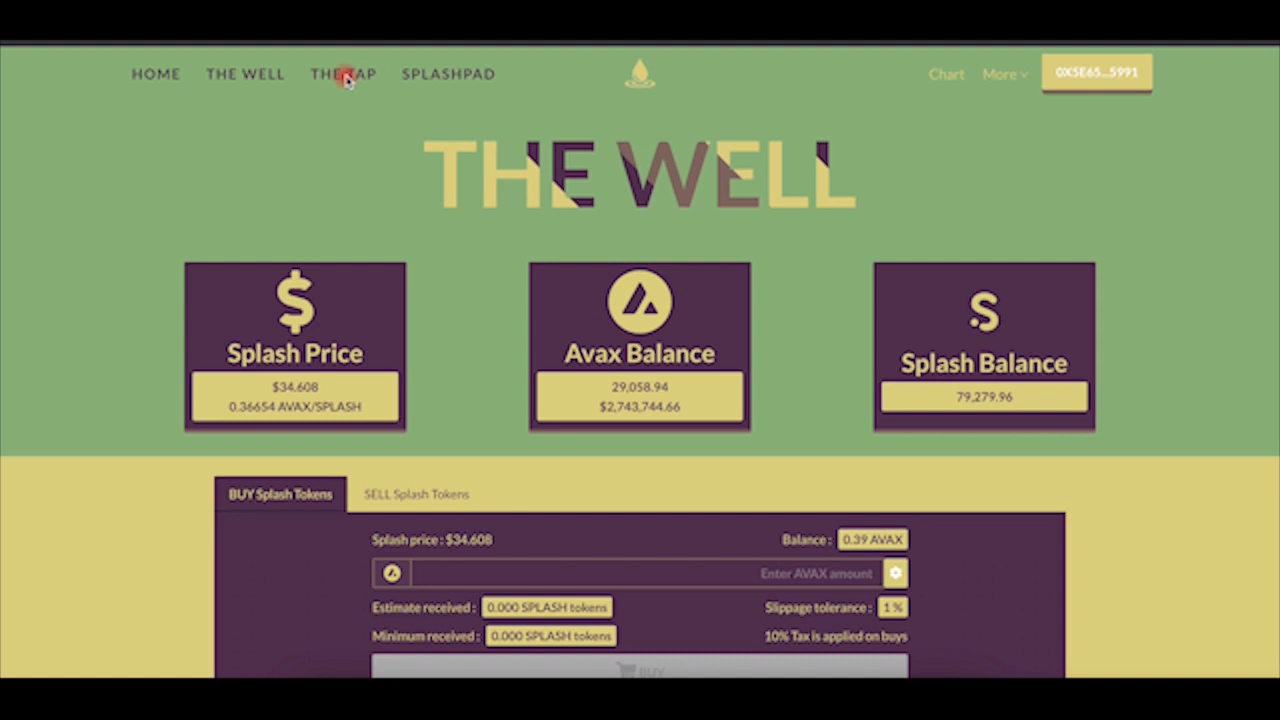 HOME THE WELL THE TAP SPLASHPAD Chart More 0X5E65...5991
THE WELL
Splash Price
$34.608
0.36654 AVAX/SPLASH
Avax Balance
29,058.94
$2,743,744.66
Splash Balance
79,279.96
BUY Splash Tokens SELL Splash Tokens
Splash price : $34.608 Balance : 0.39 AVAX
Enter AVAX amount
Estimate received : 0.000 SPLASH tokens Slippage tolerance : 1 %
Minimum received : 0.000 SPLASH tokens 10% Tax is applied on buys
BUY